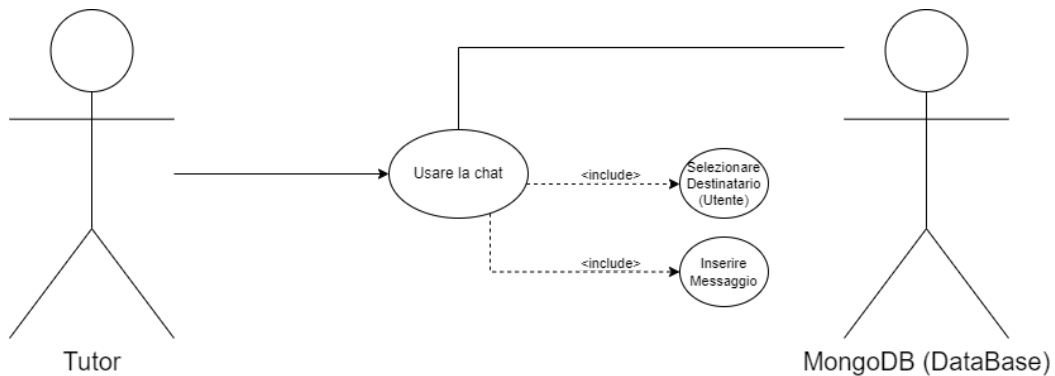 Usare la chat
<include>
Selezionare
Destinatario
(Utente)
<include>
Inserire
Messaggio
Tutor
MongoDB (DataBase)